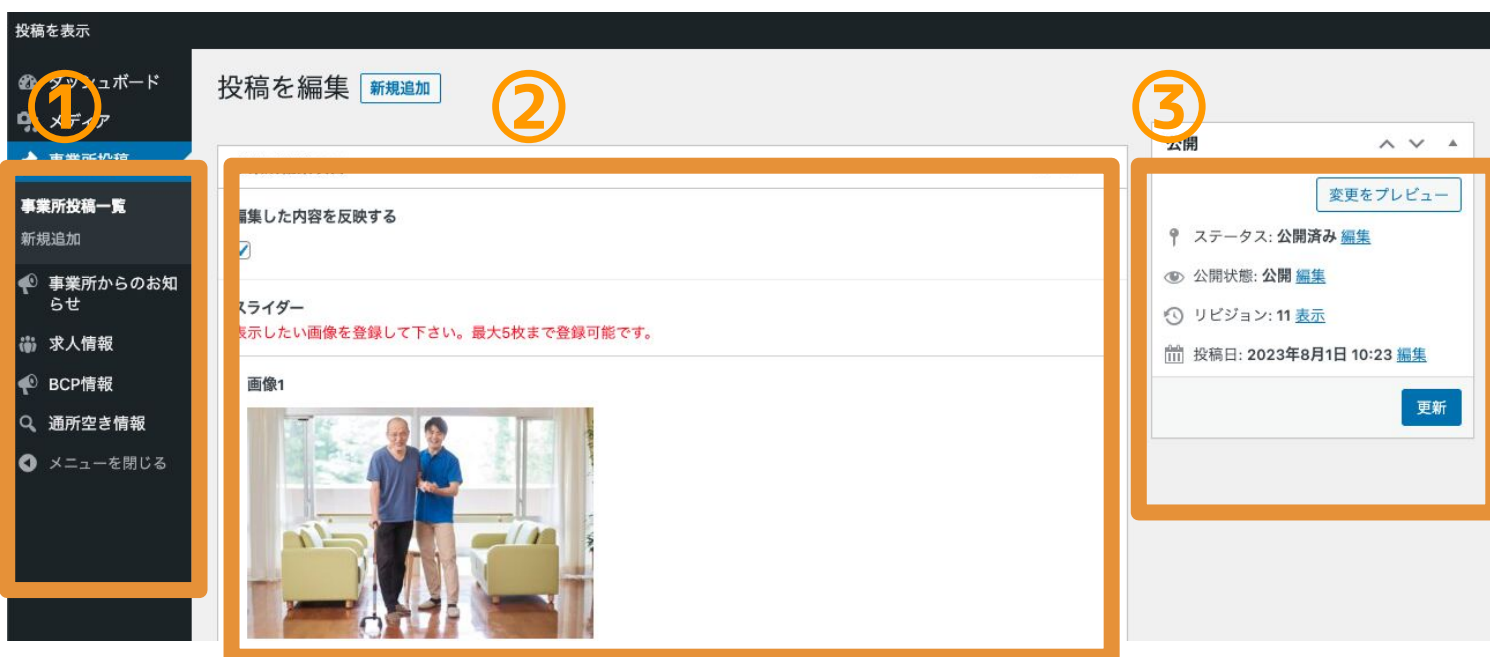 投稿を表示
ダッシュボード
メディア
事業所投稿
事業所投稿一覧
新規追加
事業所からのお知
らせ
求人情報
BCP情報
通所空き情報
メニューを閉じる
①
投稿を編集 新規追加
②
編集した内容を反映する
スライダー
表示したい画像を登録して下さい。最大5枚まで登録可能です。
画像1
③
公開
変更をプレビュー
ステータス: 公開済み 編集
公開状態: 公開 編集
リビジョン: 11 表示
投稿日: 2023年8月1日 10:23 編集
更新